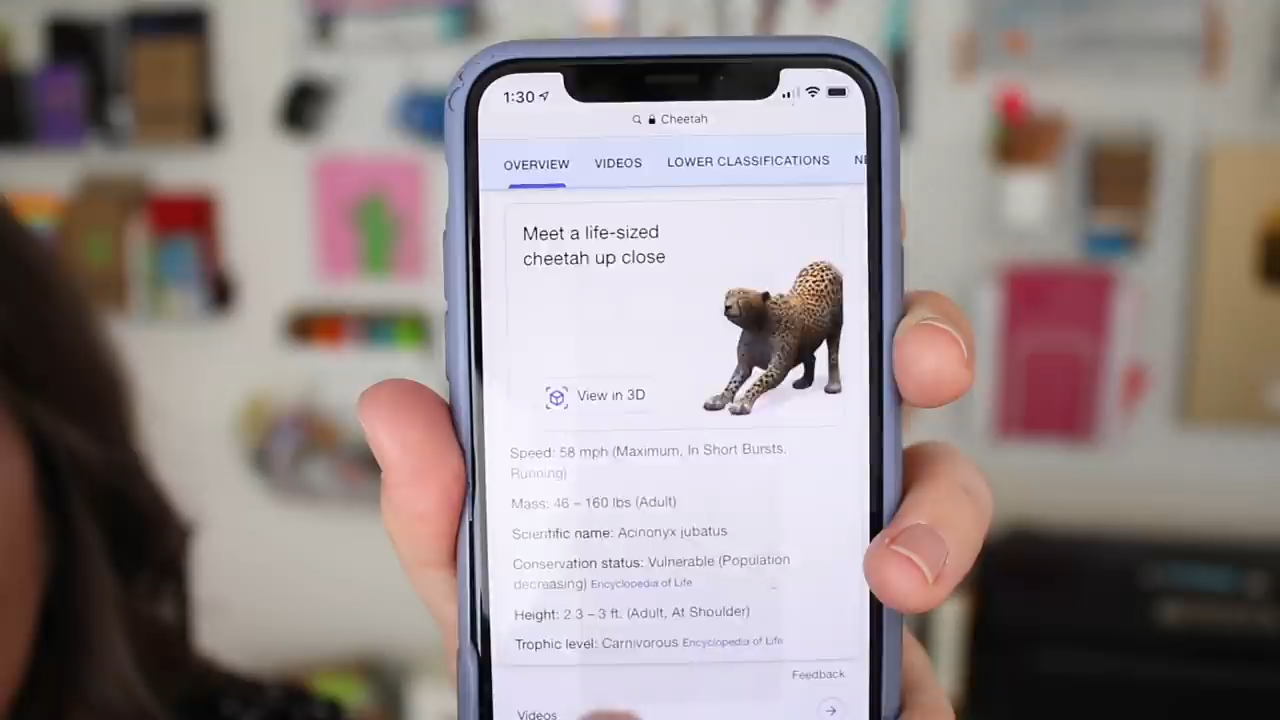 1:30
Cheetah
OVERVIEW VIDEOS LOWER CLASSIFICATIONS
Meet a life-sized
cheetah up close
View in 3D
Speed: 58 mph (Maximum, In Short Bursts,
Running)
Mass: 46 – 160 lbs (Adult)
Scientific name: Acinonyx jubatus
Conservation status: Vulnerable (Population
decreasing) Encyclopedia of Life
Height: 2.3 – 3 ft. (Adult, At Shoulder)
Trophic level: Carnivorous Encyclopedia of Life
Feedback
Videos